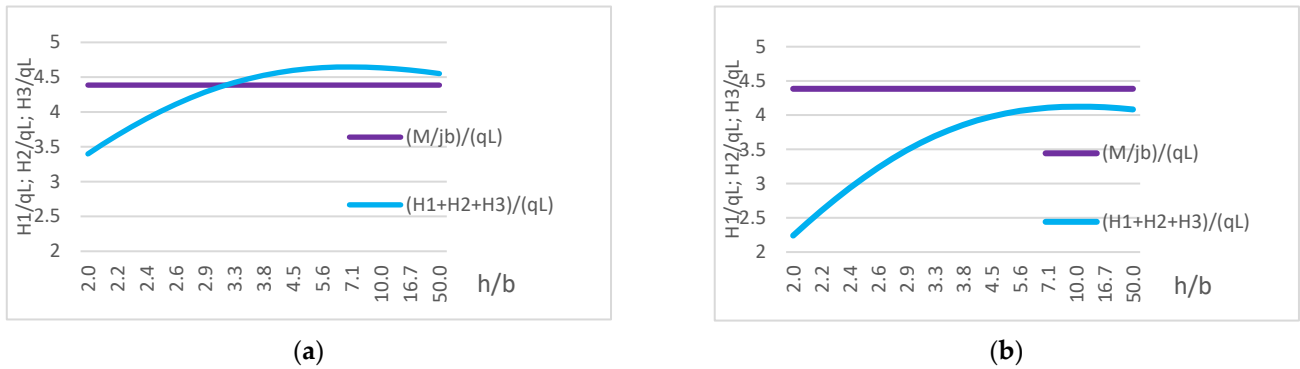 H1/qL; H2/qL; H3/qL
5
4.5
4
3.5
3
2.5
2
(M/jb)/(qL)
(H1+H2+H3)/(qL)
2.0 2.2 2.4 2.6 2.9 3.3 3.8 4.5 5.6 7.1 10.0 16.7 50.0
h/b
(a)
H1/qL; H2/qL; H3/qL
5
4.5
4
3.5
3
2.5
2
(M/jb)/(qL)
(H1+H2+H3)/(qL)
2.0 2.2 2.4 2.6 2.9 3.3 3.8 4.5 5.6 7.1 10.0 16.7 50.0
h/b
(b)